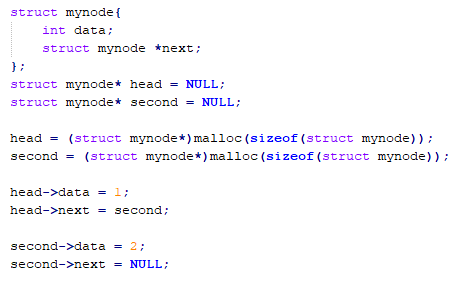 struct mynode{
    int data;
    struct mynode *next;
};
struct mynode* head = NULL;
struct mynode* second = NULL;

head = (struct mynode*)malloc(sizeof(struct mynode));
second = (struct mynode*)malloc(sizeof(struct mynode));

head->data = 1;
head->next = second;

second->data = 2;
second->next = NULL;